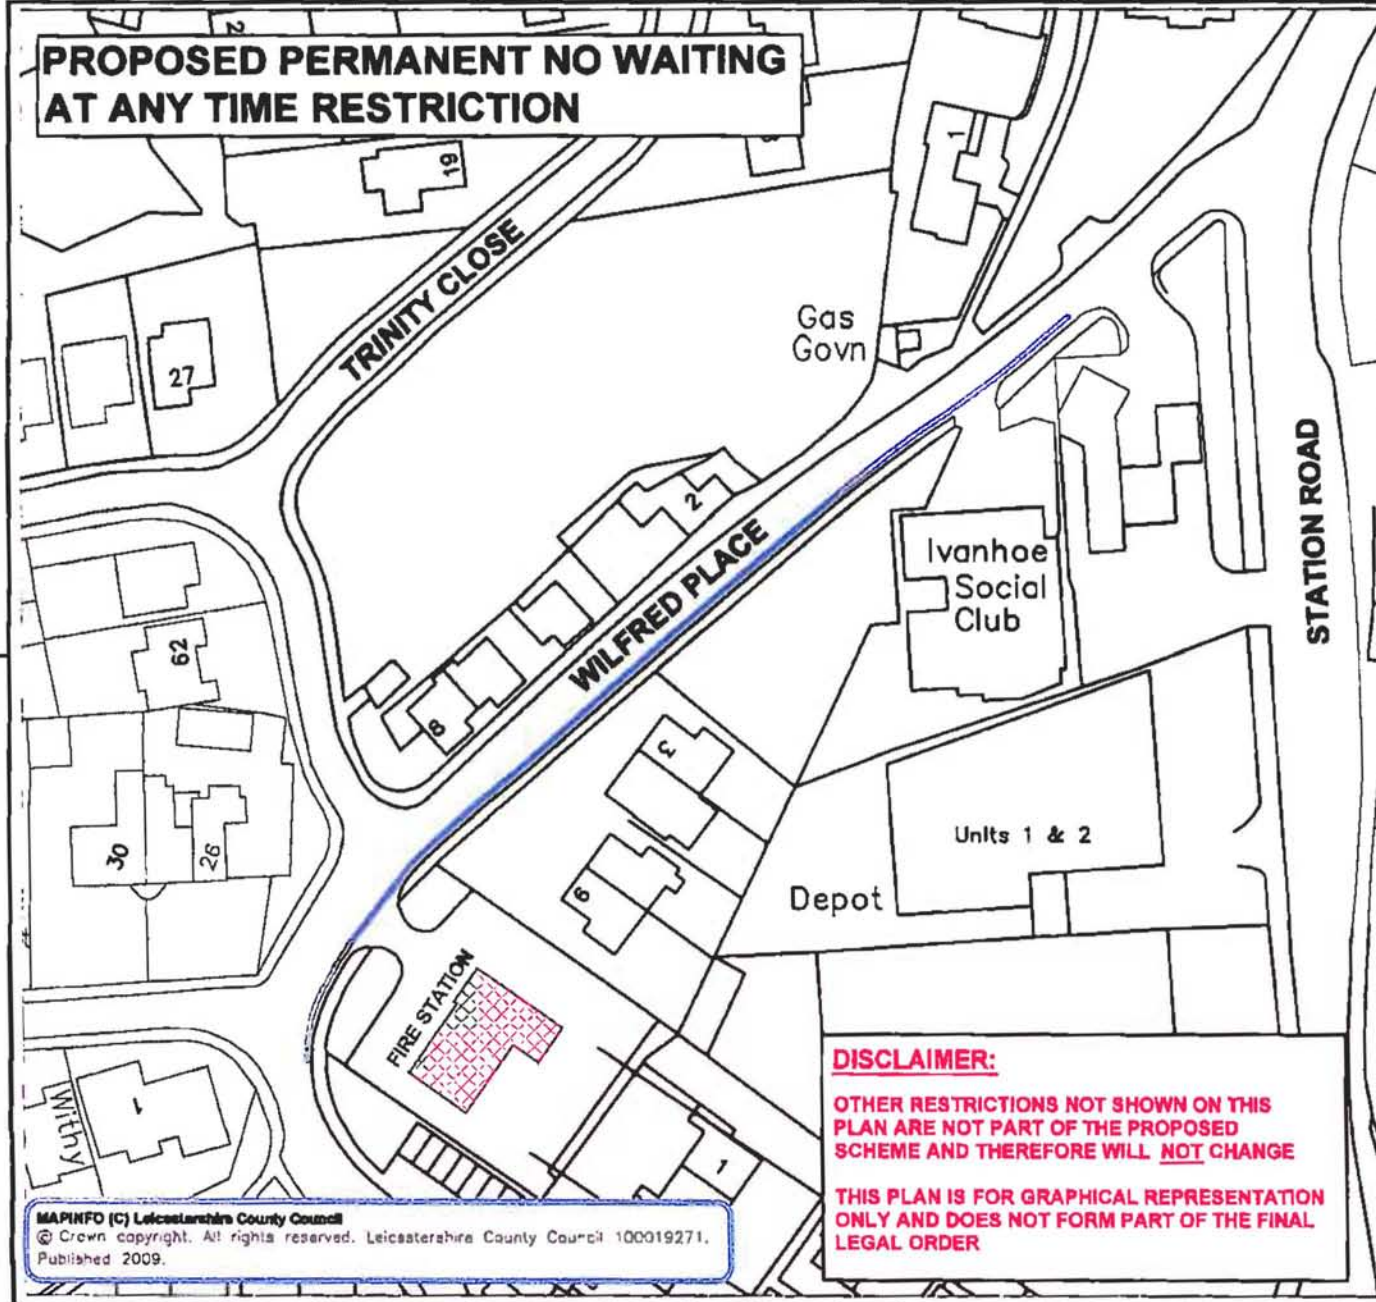 PROPOSED PERMANENT NO WAITING
AT ANY TIME RESTRICTION
2
19
1
TRINITY CLOSE
Gas
Govn
27
2
WILFRED PLACE
STATION ROAD
Ivanhoe
Social
Club
62
8
3
30
26
Units 1 & 2
6
Depot
FIRE STATION
Withy
1
1
DISCLAIMER:
OTHER RESTRICTIONS NOT SHOWN ON THIS
PLAN ARE NOT PART OF THE PROPOSED
SCHEME AND THEREFORE WILL NOT CHANGE
THIS PLAN IS FOR GRAPHICAL REPRESENTATION
ONLY AND DOES NOT FORM PART OF THE FINAL
LEGAL ORDER
MAPINFO (C) Leicestershire County Council
© Crown copyright. All rights reserved. Leicestershire County Council 100019271.
Published 2009.